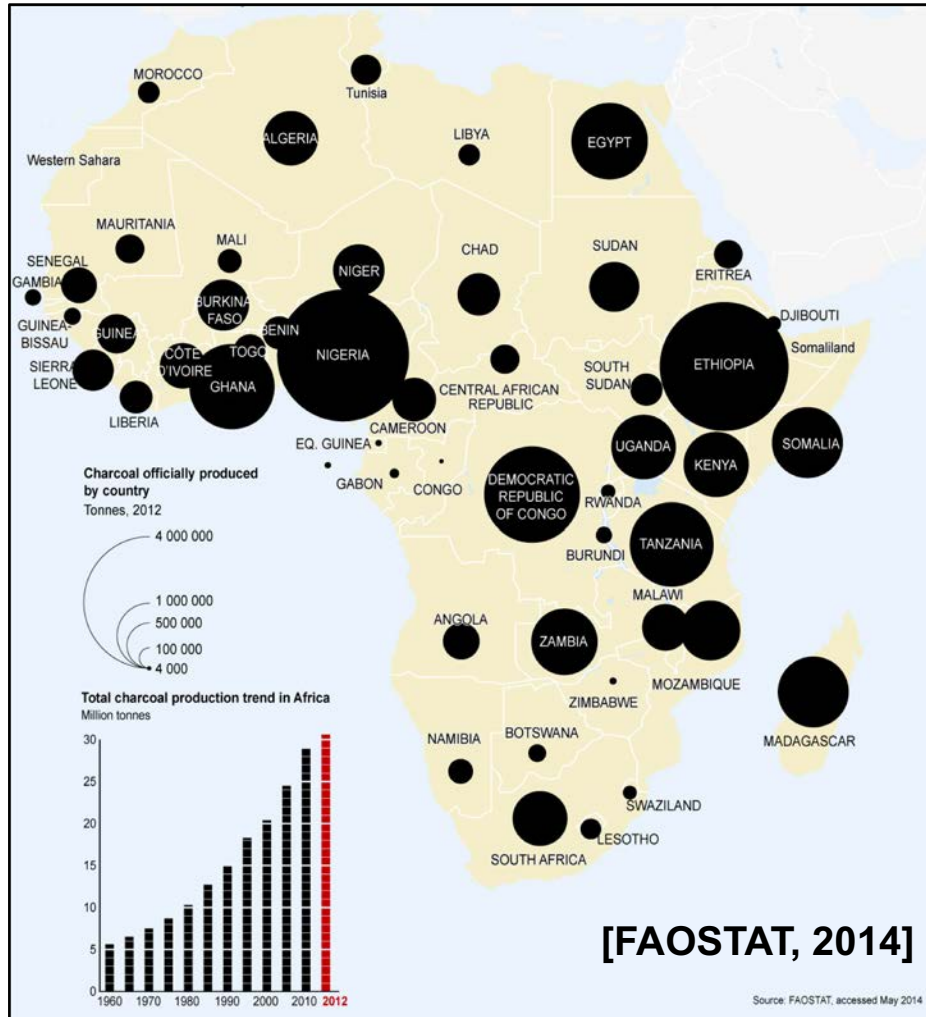 MOROCCO
Tunisia
ALGERIA
LIBYA
EGYPT
Western Sahara
MAURITANIA
MALI
NIGER
CHAD
SUDAN
ERITREA
SENEGAL
GAMBIA
BURKINA
FASO
DJIBOUTI
GUINEA-
BISSAU
GUINEA
BENIN
NIGERIA
Somaliland
SIERRA
LEONE
CÔTE
D'IVOIRE
TOGO
GHANA
CENTRAL AFRICAN
REPUBLIC
SOUTH
SUDAN
ETHIOPIA
LIBERIA
CAMEROON
EQ. GUINEA
UGANDA
KENYA
SOMALIA
GABON
CONGO
DEMOCRATIC
REPUBLIC
OF CONGO
RWANDA
BURUNDI
TANZANIA
MALAWI
ANGOLA
ZAMBIA
MOZAMBIQUE
ZIMBABWE
MADAGASCAR
NAMIBIA
BOTSWANA
SWAZILAND
LESOTHO
SOUTH AFRICA
Charcoal officially produced
by country
Tonnes, 2012
4 000 000
1 000 000
500 000
100 000
4 000
Total charcoal production trend in Africa
Million tonnes
30
25
20
15
10
5
0
1960 1970 1980 1990 2000 2010 2012
[FAOSTAT, 2014]
Source: FAOSTAT, accessed May 2014